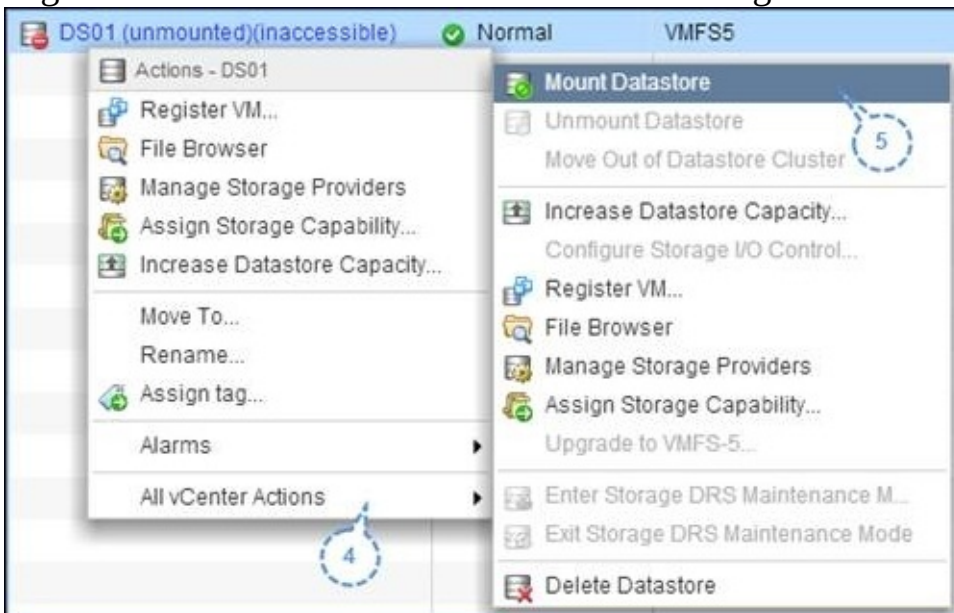 DS01 (unmounted)(inaccessible) Normal VMFS5
Actions - DS01
Register VM...
File Browser
Manage Storage Providers
Assign Storage Capability...
Increase Datastore Capacity...
Move To...
Rename...
Assign tag...
Alarms
All vCenter Actions
4
Mount Datastore
5
Unmount Datastore
Move Out of Datastore Cluster
Increase Datastore Capacity...
Configure Storage I/O Control...
Register VM...
File Browser
Manage Storage Providers
Assign Storage Capability...
Upgrade to VMFS-5...
Enter Storage DRS Maintenance M...
Exit Storage DRS Maintenance Mode
Delete Datastore